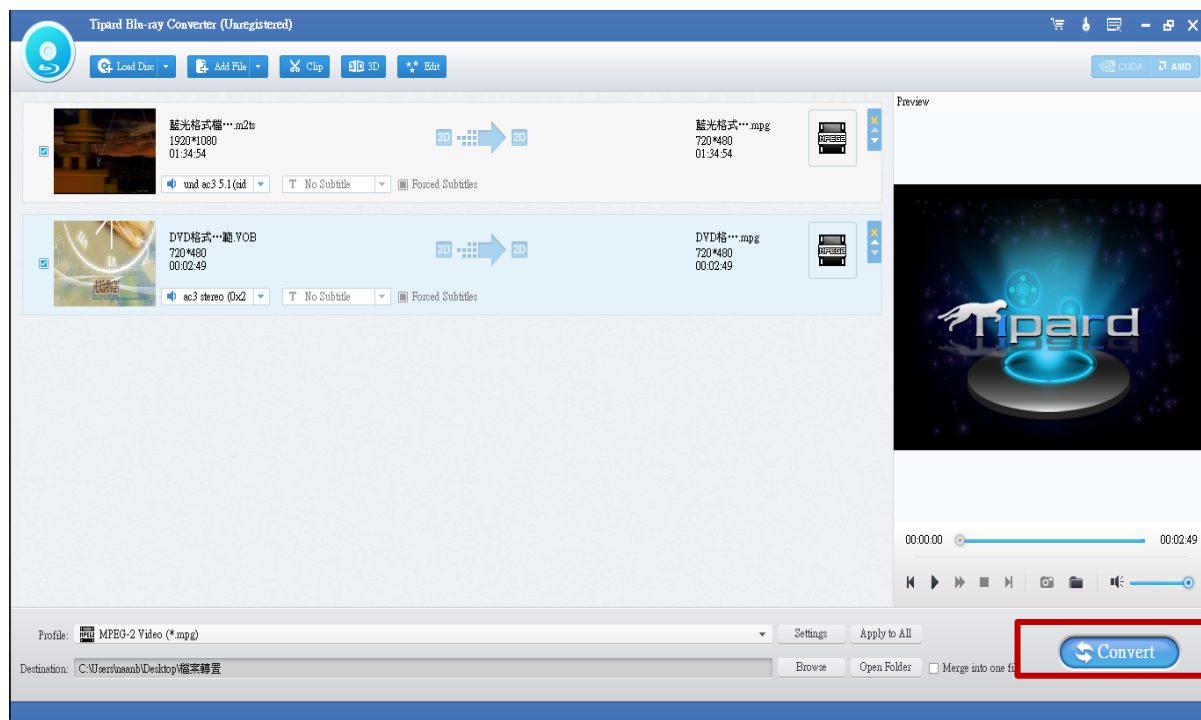 Tipard Blu-ray Converter (Unregistered)
Load Disc
Add File
Clip
3D
Edit
CUDA
AMD
藍光格式檔….m2ts
1920*1080
01:34:54
2D
2D
藍光格式….mpg
720*480
01:34:54
MPEG2
und ac3 5.1(sid
T No Subtitle
Forced Subtitles
DVD格式…範.VOB
720*480
00:02:49
2D
2D
DVD格….mpg
720*480
00:02:49
MPEG2
ac3 stereo (0x2
T No Subtitle
Forced Subtitles
Preview
Tipard
00:00:00
00:02:49
Profile:
MPEG-2 Video (*.mpg)
Settings
Apply to All
Destination:
C:\Users\naanb\Desktop\檔案轉置
Browse
Open Folder
Merge into one fi
Convert